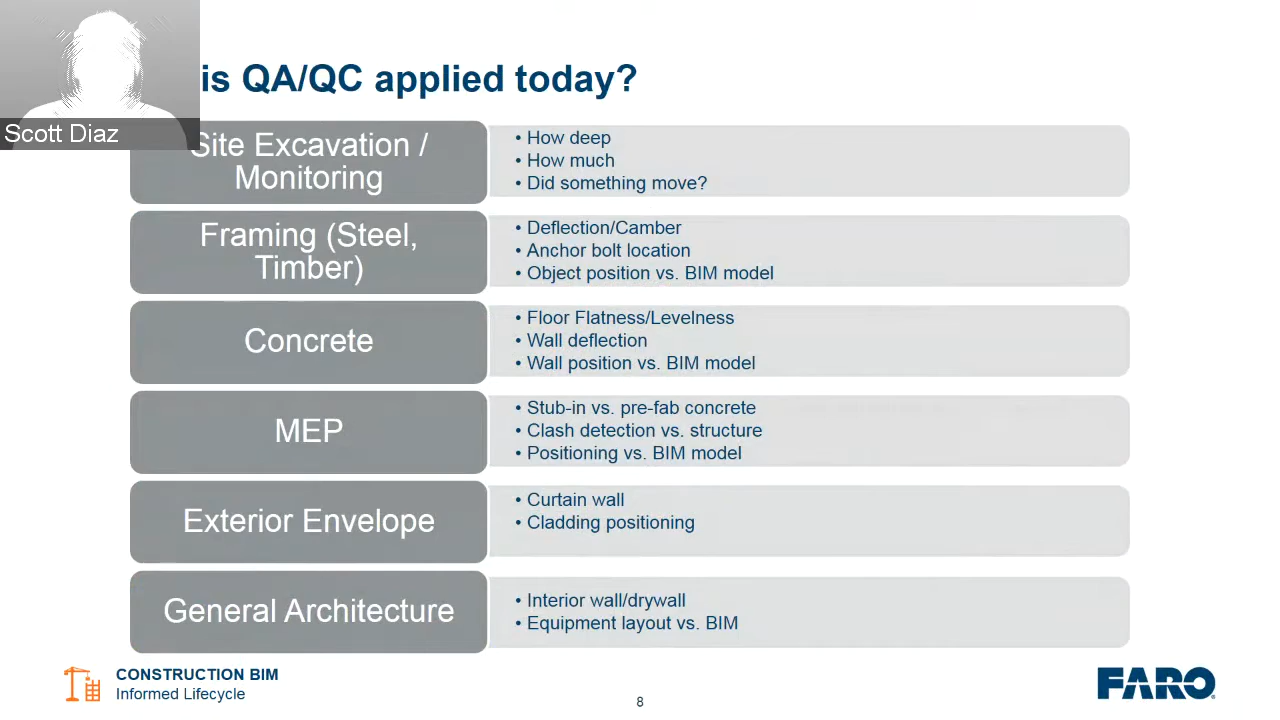 is QA/QC applied today?
Scott Diaz
Site Excavation /
Monitoring
• How deep
• How much
• Did something move?
Framing (Steel,
Timber)
• Deflection/Camber
• Anchor bolt location
• Object position vs. BIM model
Concrete
• Floor Flatness/Levelness
• Wall deflection
• Wall position vs. BIM model
MEP
• Stub-in vs. pre-fab concrete
• Clash detection vs. structure
• Positioning vs. BIM model
Exterior Envelope
• Curtain wall
• Cladding positioning
General Architecture
• Interior wall/drywall
• Equipment layout vs. BIM
CONSTRUCTION BIM
Informed Lifecycle
8
FARO